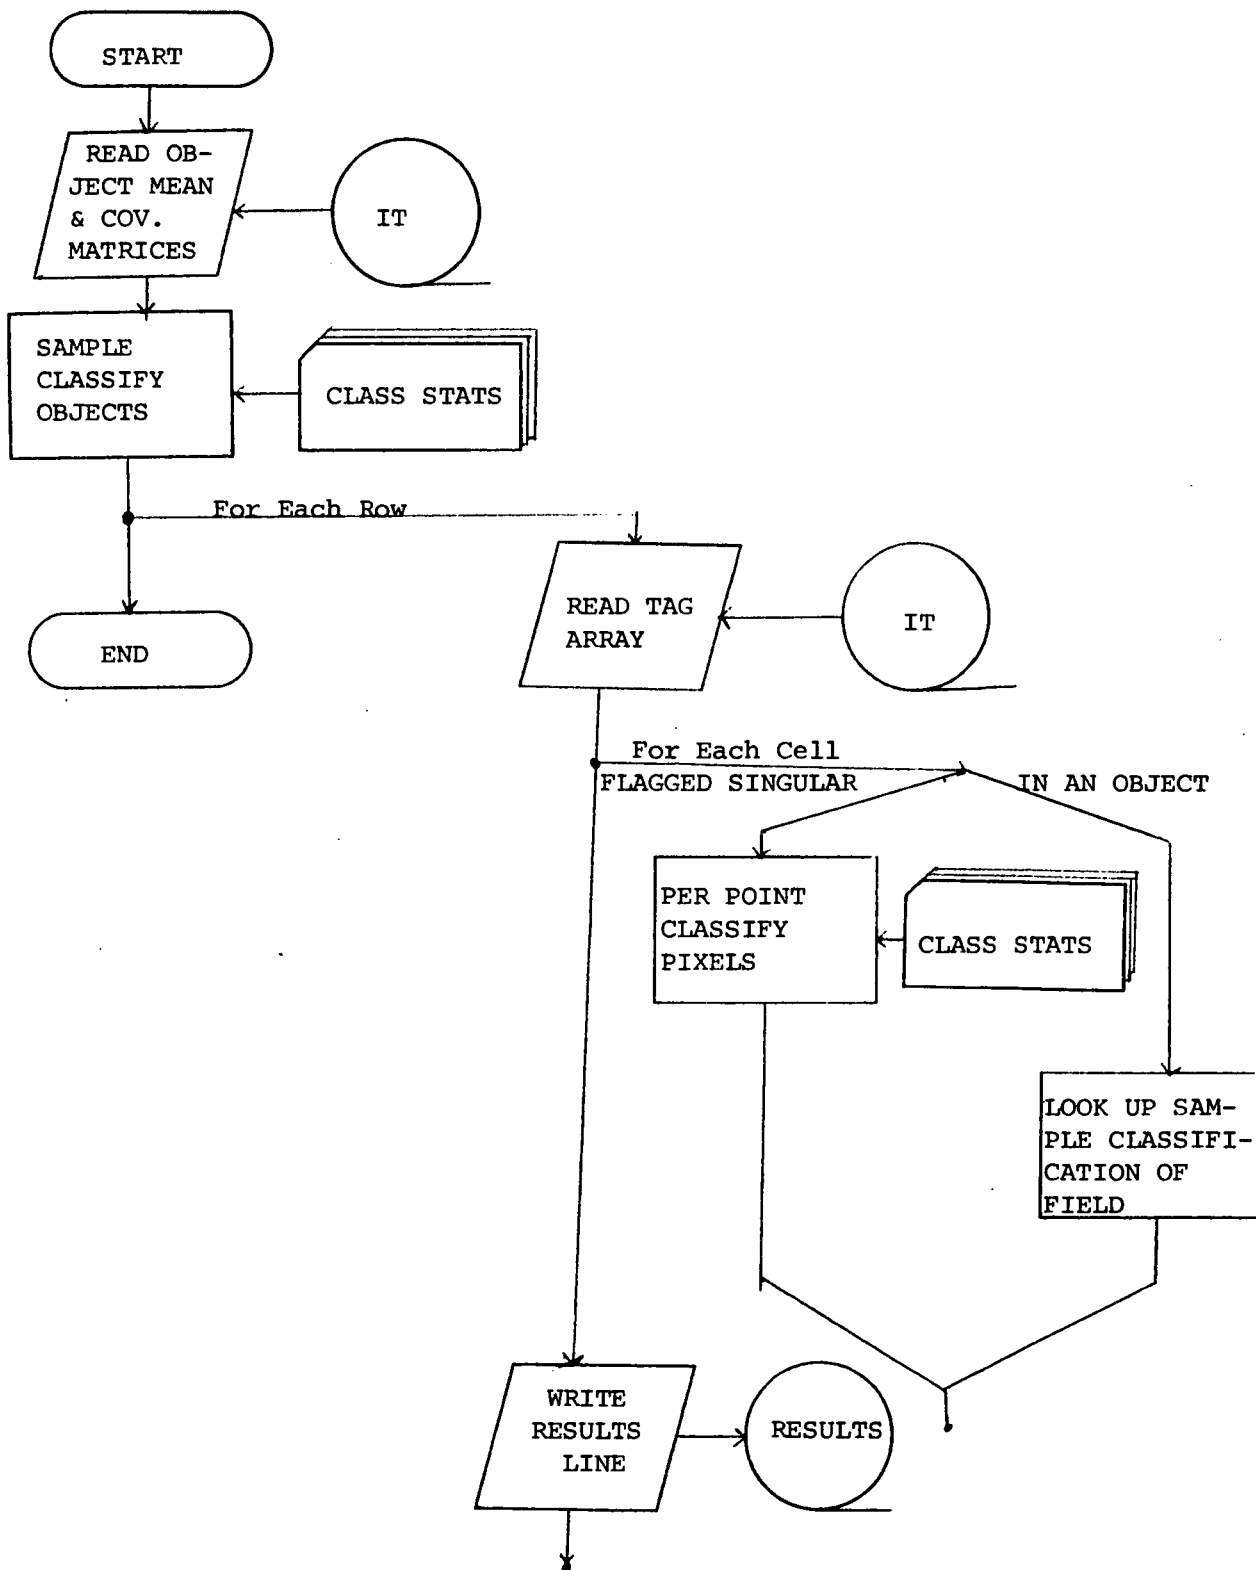 START
READ OB-
JECT MEAN
& COV.
MATRICES
IT
SAMPLE
CLASSIFY
OBJECTS
CLASS STATS
For Each Row
END
READ TAG
ARRAY
IT
For Each Cell
FLAGGED SINGULAR
IN AN OBJECT
PER POINT
CLASSIFY
PIXELS
CLASS STATS
LOOK UP SAM-
PLE CLASSIFI-
CATION OF
FIELD
WRITE
RESULTS
LINE
RESULTS